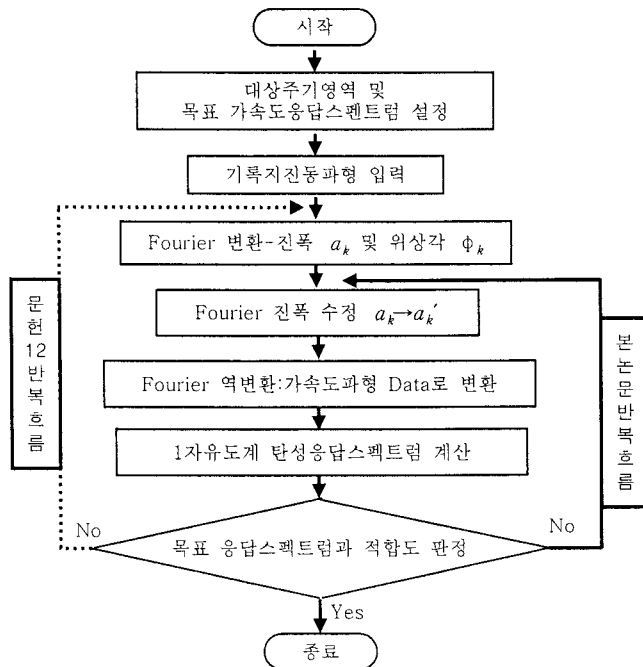 시작
대상주기영역 및
목표 가속도응답스펜트럼 설정
기록지진동파형 입력
Fourier 변환-진폭 a_k 및 위상각 ϕ_k
Fourier 진폭 수정 a_k→a_k′
Fourier 역변환:가속도파형 Data로 변환
1자유도계 탄성응답스펙트럼 계산
목표 응답스펙트럼과 적합도 판정
No
No
Yes
종료
문헌12반복흐름
본논문반복흐름